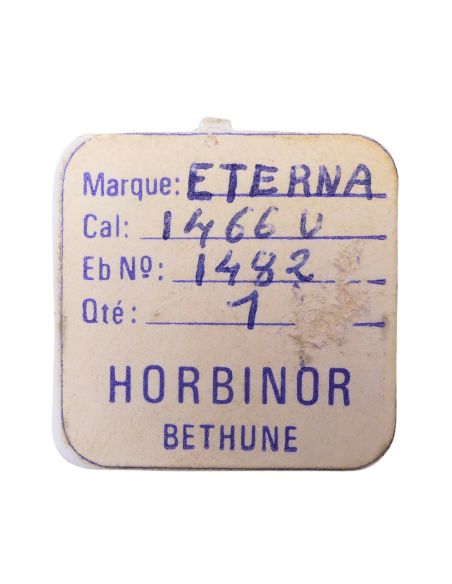 Marque: ETERNA
Cal: 1466 U
Eb Nº: 1482
Qté: 1
HORBINOR
BETHUNE